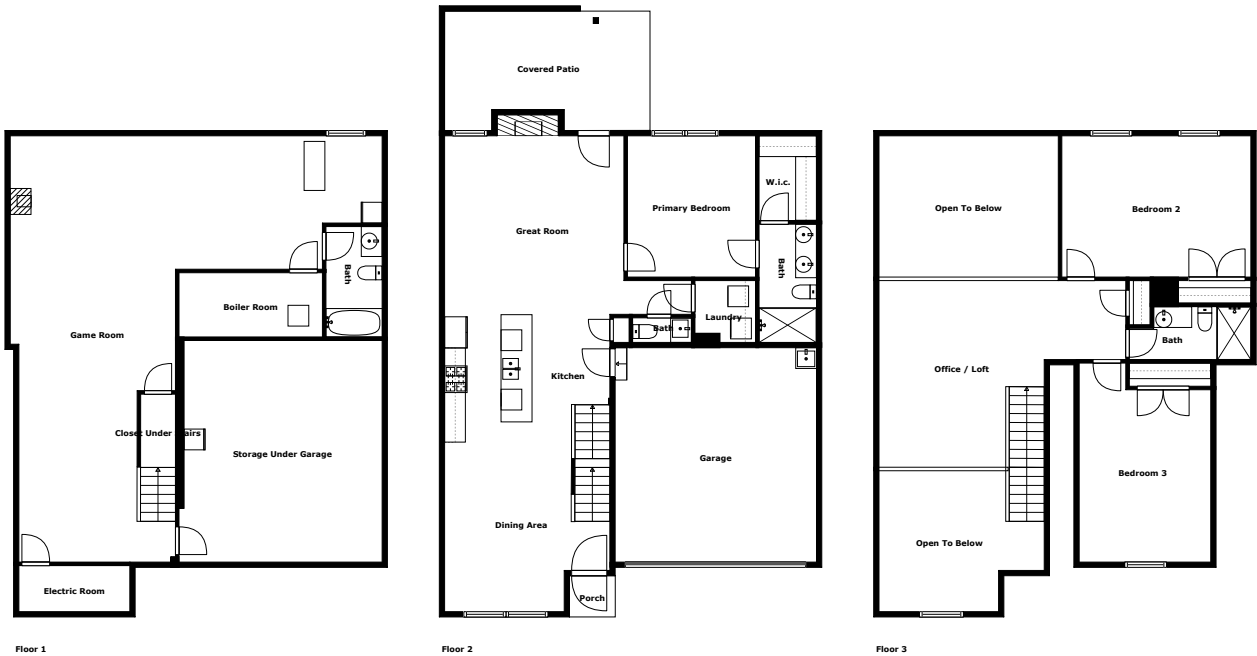 Game Room
Boiler Room
Bath
Closet Under Stairs
Storage Under Garage
Electric Room
Floor 1
Covered Patio
Great Room
Primary Bedroom
W.i.c.
Bath
Laundry
Bath
Kitchen
Garage
Dining Area
Porch
Floor 2
Open To Below
Bedroom 2
Office / Loft
Bath
Bedroom 3
Open To Below
Floor 3